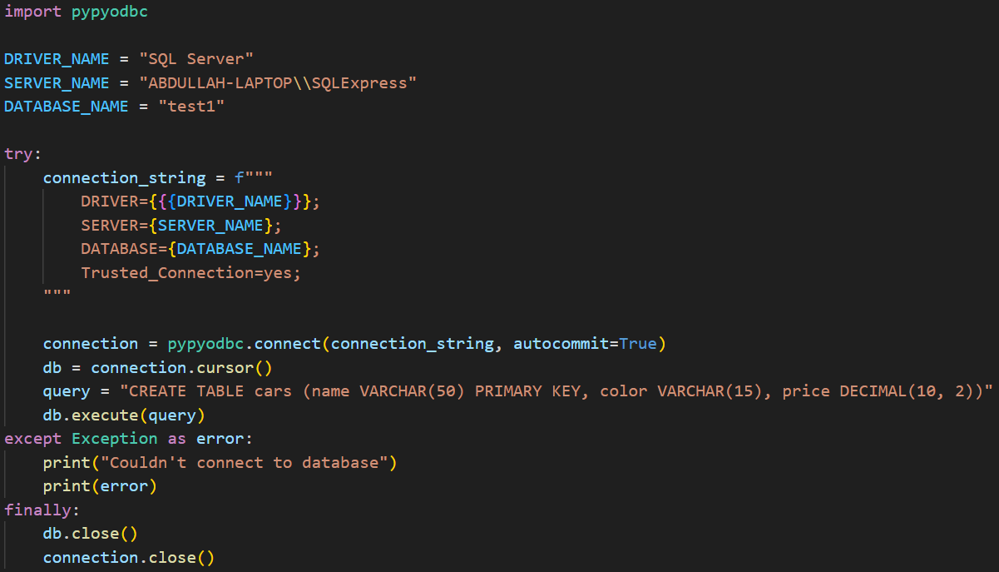 import pypyodbc
DRIVER_NAME = "SQL Server"
SERVER_NAME = "ABDULLAH-LAPTOP\\SQLExpress"
DATABASE_NAME = "test1"
try:
    connection_string = f"""
        DRIVER={{{DRIVER_NAME}}};
        SERVER={SERVER_NAME};
        DATABASE={DATABASE_NAME};
        Trusted_Connection=yes;
    """
    connection = pypyodbc.connect(connection_string, autocommit=True)
    db = connection.cursor()
    query = "CREATE TABLE cars (name VARCHAR(50) PRIMARY KEY, color VARCHAR(15), price DECIMAL(10, 2))"
    db.execute(query)
except Exception as error:
    print("Couldn't connect to database")
    print(error)
finally:
    db.close()
    connection.close()